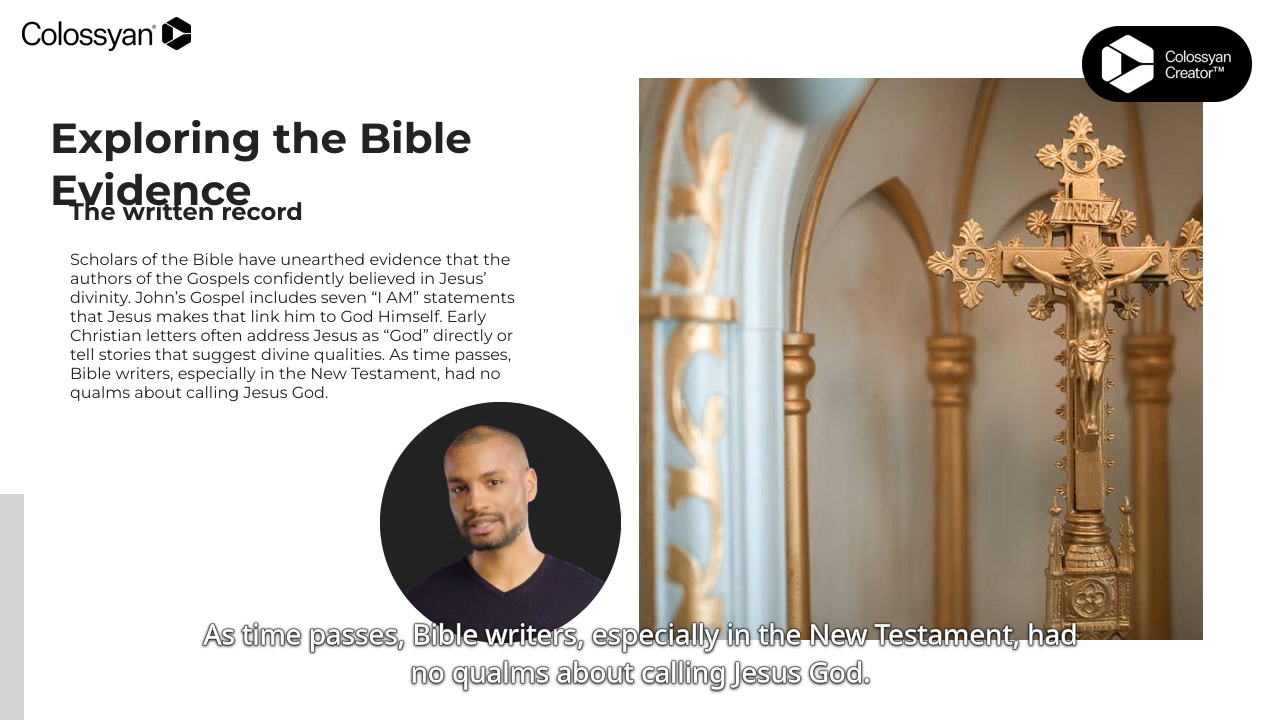 Colossyan
Colossyan
Creator™
Exploring the Bible
Evidence
The written record
Scholars of the Bible have unearthed evidence that the
authors of the Gospels confidently believed in Jesus’
divinity. John’s Gospel includes seven “I AM” statements
that Jesus makes that link him to God Himself. Early
Christian letters often address Jesus as “God” directly or
tell stories that suggest divine qualities. As time passes,
Bible writers, especially in the New Testament, had no
qualms about calling Jesus God.
INRI
As time passes, Bible writers, especially in the New Testament, had
no qualms about calling Jesus God.